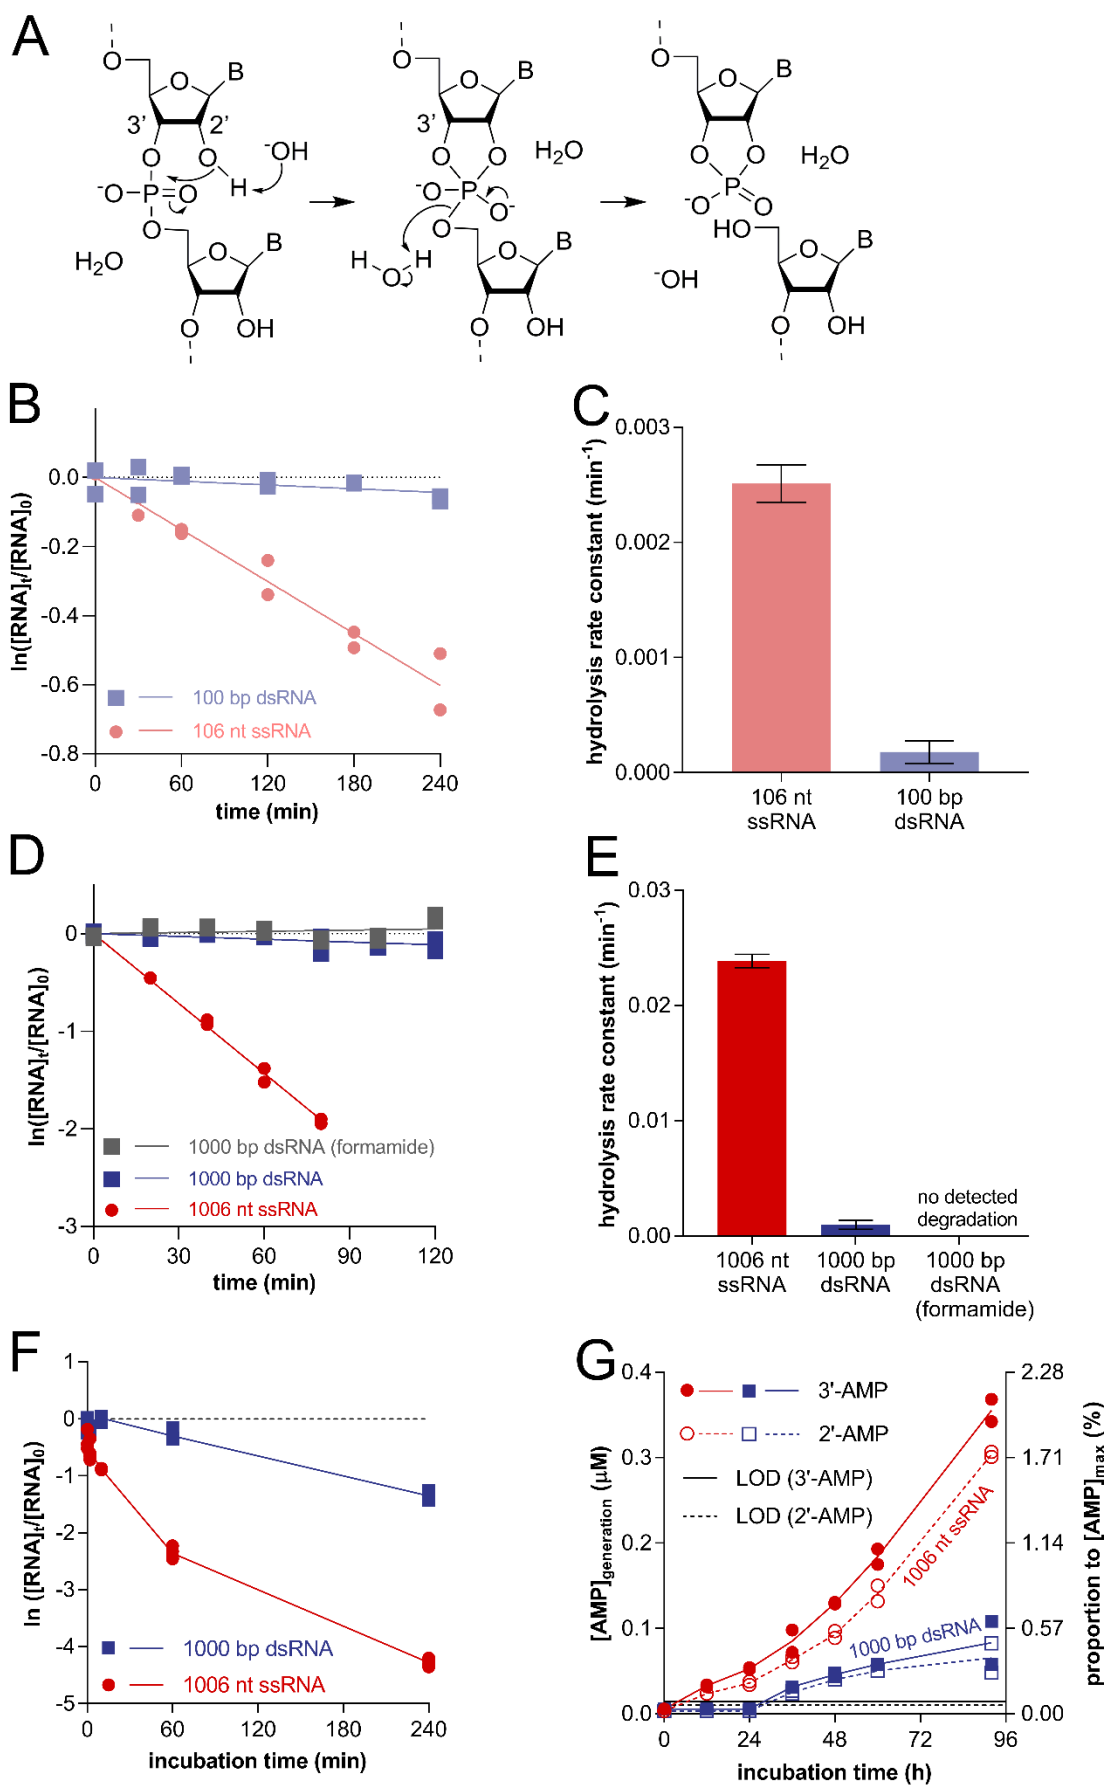 A
O
O
B
3’
2’
O
O
H
-OH
-O-P=O
O
H2O
O
B
O
OH
O
O
B
3’
O
O
H2O
-O-P
O-
O
H
H
O
O
B
O
OH
O
O
B
O
O
H2O
P
-O
O
HO
-OH
O
B
O
OH
B
ln([RNA]t/[RNA]0)
0.0
-0.2
-0.4
-0.6
-0.8
100 bp dsRNA
106 nt ssRNA
0 60 120 180 240
time (min)
C
hydrolysis rate constant (min-1)
0.003
0.002
0.001
0.000
106 nt
ssRNA
100 bp
dsRNA
D
ln([RNA]t/[RNA]0)
0
-1
-2
-3
1000 bp dsRNA (formamide)
1000 bp dsRNA
1006 nt ssRNA
0 30 60 90 120
time (min)
E
hydrolysis rate constant (min-1)
0.03
0.02
0.01
0.00
no detected
degradation
1006 nt
ssRNA
1000 bp
dsRNA
1000 bp
dsRNA
(formamide)
F
ln ([RNA]t/[RNA]0)
1
0
-1
-2
-3
-4
-5
1000 bp dsRNA
1006 nt ssRNA
0 60 120 180 240
incubation time (min)
G
[AMP]generation (μM)
0.4
0.3
0.2
0.1
0.0
3'-AMP
2'-AMP
LOD (3'-AMP)
LOD (2'-AMP)
1006 nt ssRNA
1000 bp dsRNA
2.28
1.71
1.14
0.57
0.00
proportion to [AMP]max (%)
0 24 48 72 96
incubation time (h)